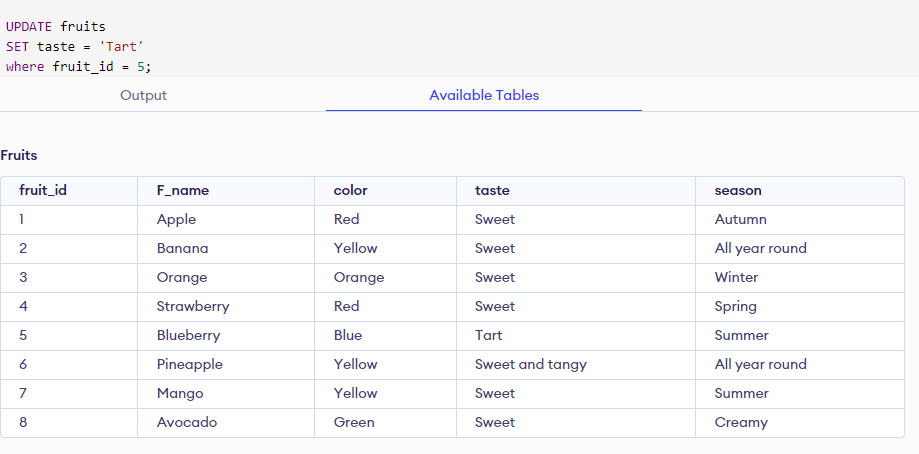 UPDATE fruits
SET taste = 'Tart'
where fruit_id = 5;
Output Available Tables
Fruits
fruit_id F_name color taste season
1 Apple Red Sweet Autumn
2 Banana Yellow Sweet All year round
3 Orange Orange Sweet Winter
4 Strawberry Red Sweet Spring
5 Blueberry Blue Tart Summer
6 Pineapple Yellow Sweet and tangy All year round
7 Mango Yellow Sweet Summer
8 Avocado Green Sweet Creamy